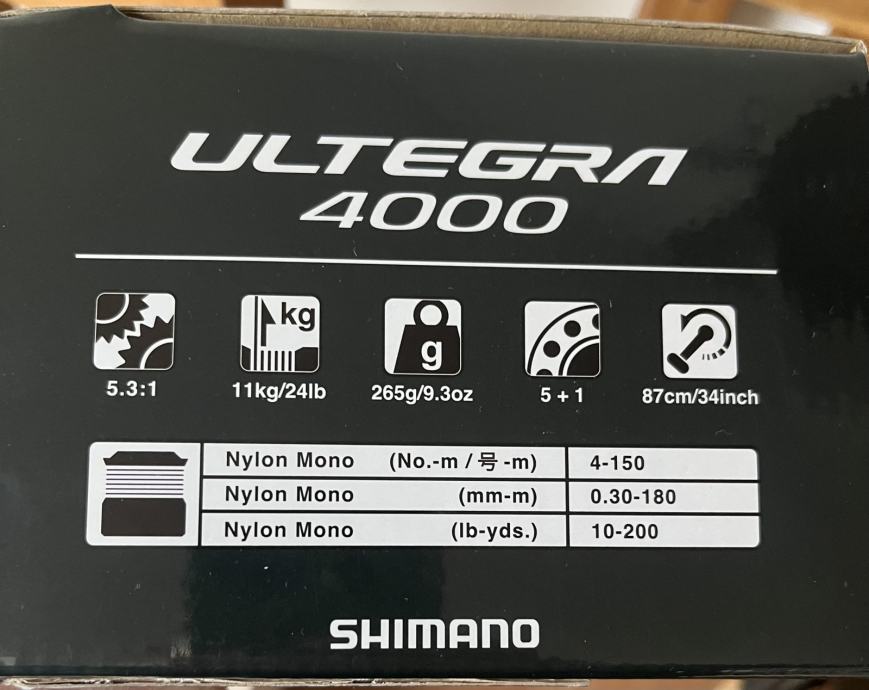 ULTEGRA
4000
kg
g
5.3:1 11kg/24lb 265g/9.3oz 5 + 1 87cm/34inch
Nylon Mono (No.-m / 号 -m) 4-150
Nylon Mono (mm-m) 0.30-180
Nylon Mono (lb-yds.) 10-200
SHIMANO